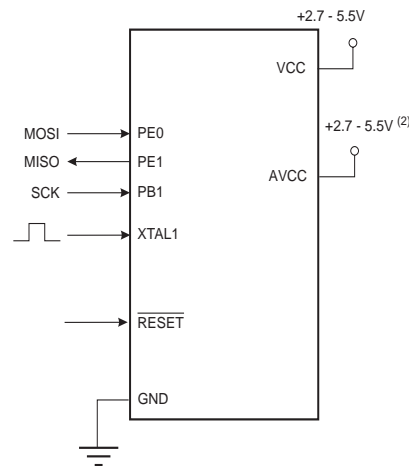 +2.7 - 5.5V
VCC
+2.7 - 5.5V (2)
MOSI PE0
MISO PE1
AVCC
SCK PB1
XTAL1
RESET
GND